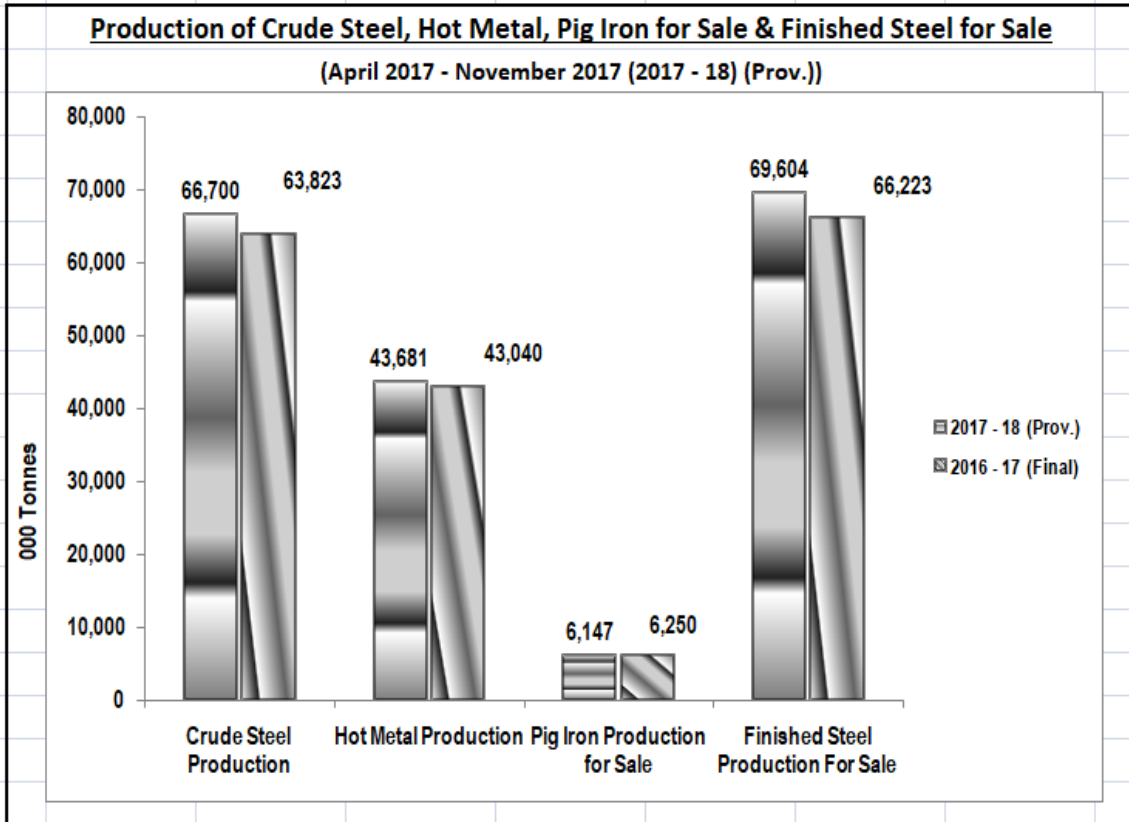 Production of Crude Steel, Hot Metal, Pig Iron for Sale & Finished Steel for Sale
(April 2017 - November 2017 (2017 - 18) (Prov.))
000 Tonnes
80,000
70,000
60,000
50,000
40,000
30,000
20,000
10,000
0
66,700
63,823
43,681
43,040
6,147
6,250
69,604
66,223
Crude Steel
Production
Hot Metal Production
Pig Iron Production
for Sale
Finished Steel
Production For Sale
2017 - 18 (Prov.)
2016 - 17 (Final)